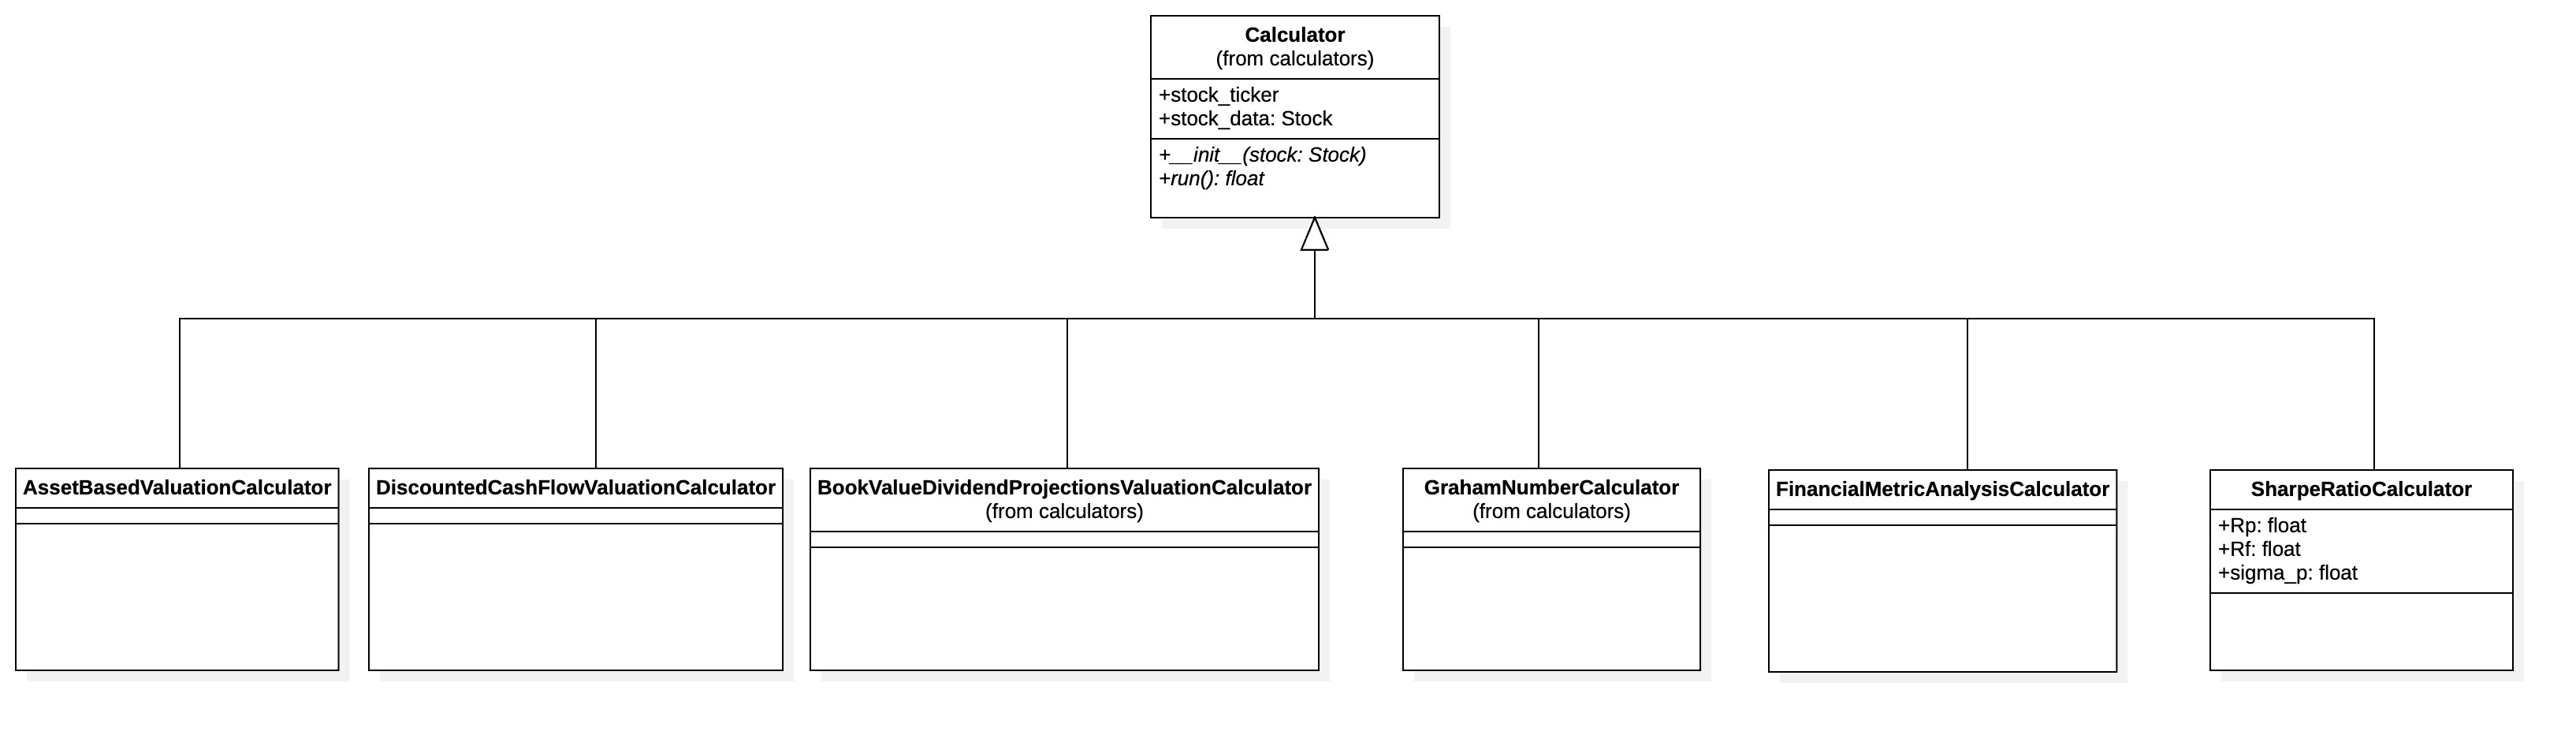 Calculator
(from calculators)
+stock_ticker
+stock_data: Stock
+__init__(stock: Stock)
+run(): float
AssetBasedValuationCalculator
DiscountedCashFlowValuationCalculator
BookValueDividendProjectionsValuationCalculator
(from calculators)
GrahamNumberCalculator
(from calculators)
FinancialMetricAnalysisCalculator
SharpeRatioCalculator
+Rp: float
+Rf: float
+sigma_p: float